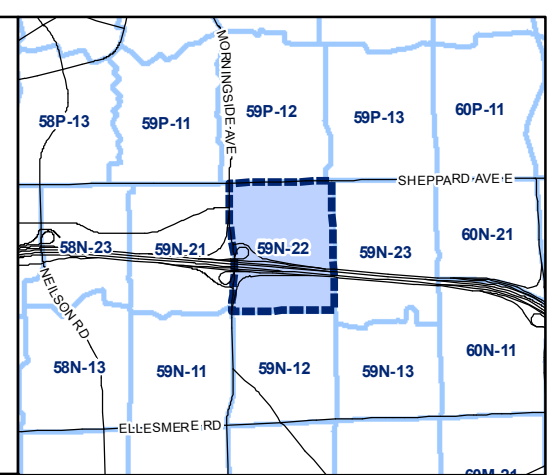 MORNINGSIDE AVE
58P-13
59P-11
59P-12
59P-13
60P-11
SHEPPARD AVE E
58N-23
59N-21
59N-22
59N-23
60N-21
NEILSON RD
58N-13
59N-11
59N-12
59N-13
60N-11
ELLESMERE RD